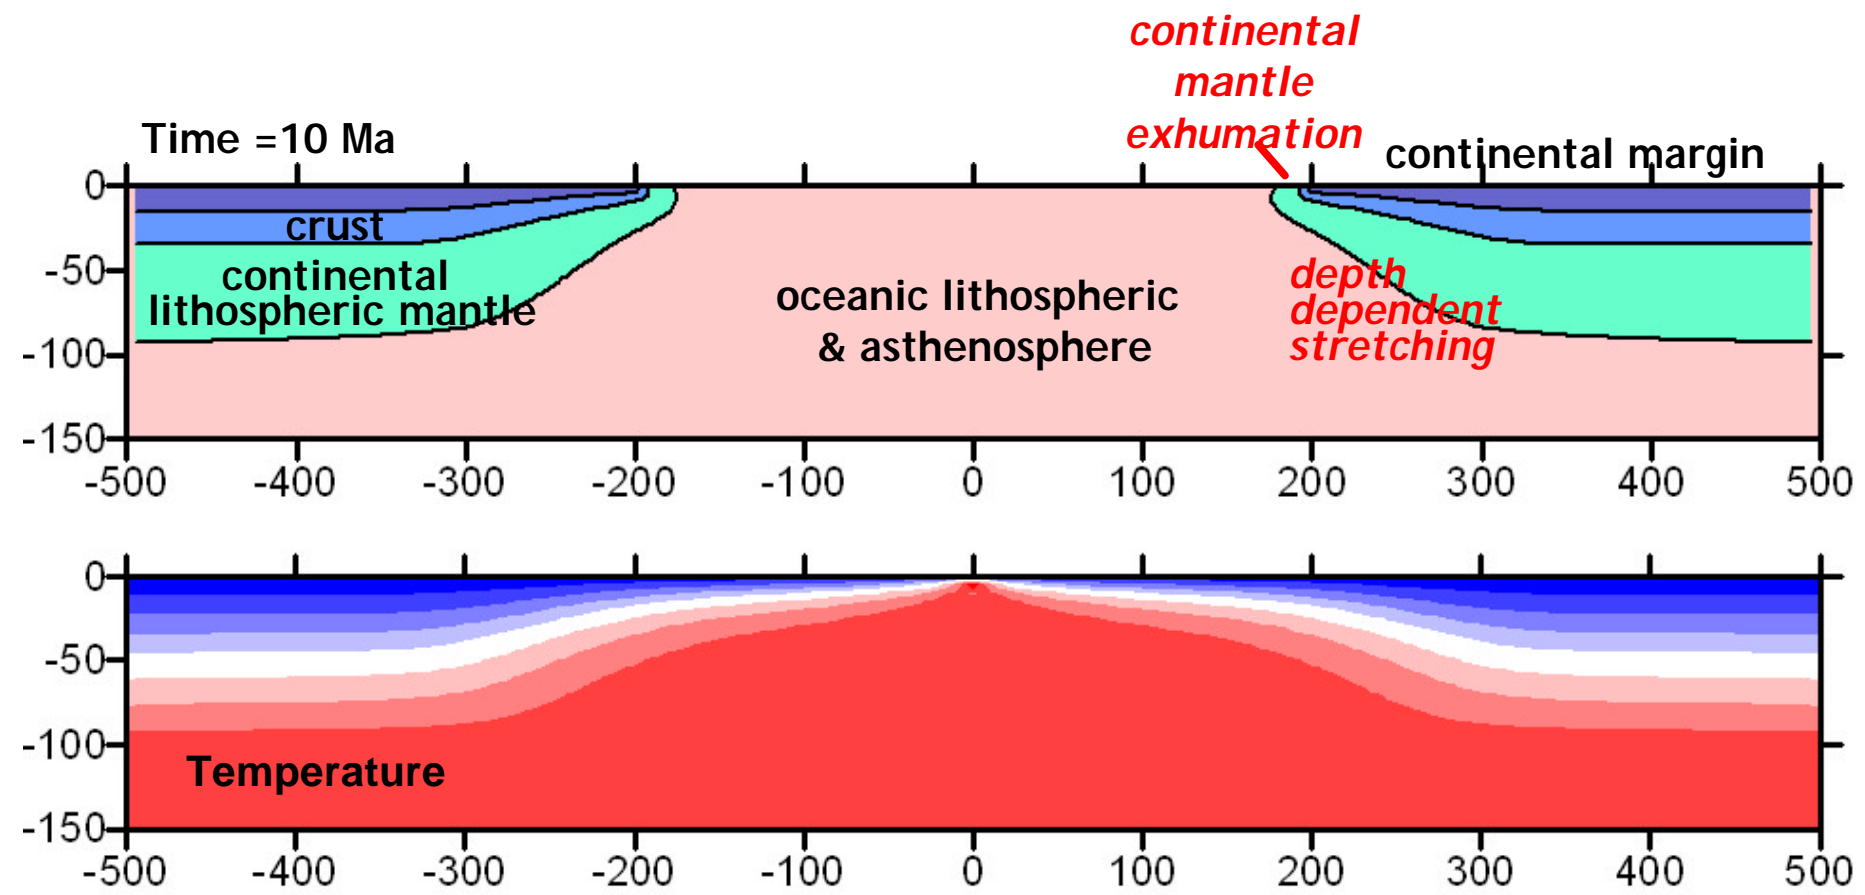 continental
mantle
exhumation
Time =10 Ma
continental margin
0
crust
-50
continental
lithospheric mantle
oceanic lithospheric
& asthenosphere
depth
dependent
stretching
-100
-150
-500 -400 -300 -200 -100 0 100 200 300 400 500
0
-50
-100
Temperature
-150
-500 -400 -300 -200 -100 0 100 200 300 400 500